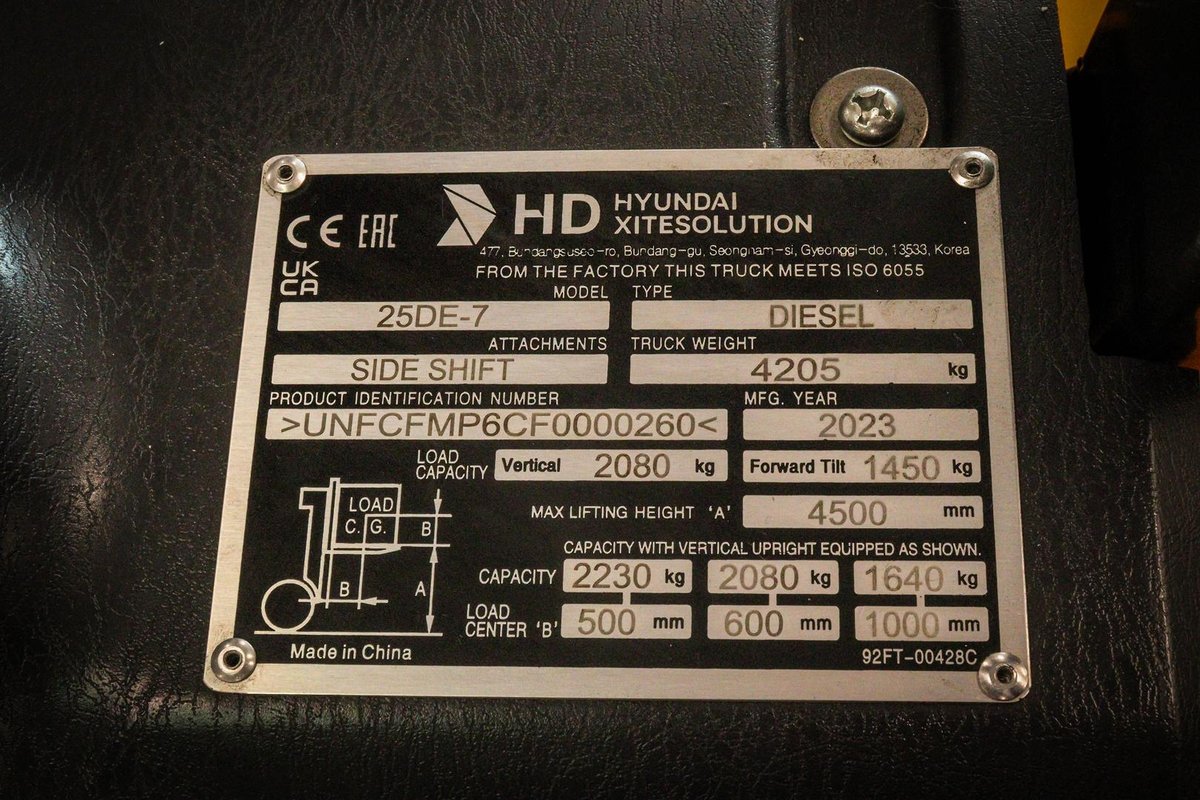 CE EAC HD HYUNDAI
XITESOLUTION
477, Bundangsuseo-ro, Bundang-gu, Seongnam-si, Gyeonggi-do, 13533, Korea
UK
CA
FROM THE FACTORY THIS TRUCK MEETS ISO 6055
MODEL TYPE
25DE-7 DIESEL
ATTACHMENTS TRUCK WEIGHT
SIDE SHIFT 4205 kg
PRODUCT IDENTIFICATION NUMBER MFG. YEAR
>UNFCFMP6CF0000260< 2023
LOAD
CAPACITY Vertical 2080 kg Forward Tilt 1450 kg
MAX LIFTING HEIGHT 'A' 4500 mm
CAPACITY WITH VERTICAL UPRIGHT EQUIPPED AS SHOWN.
CAPACITY 2230 kg 2080 kg 1640 kg
LOAD
CENTER 'B' 500 mm 600 mm 1000 mm
LOAD
C. G. B
B A
Made in China 92FT-00428C